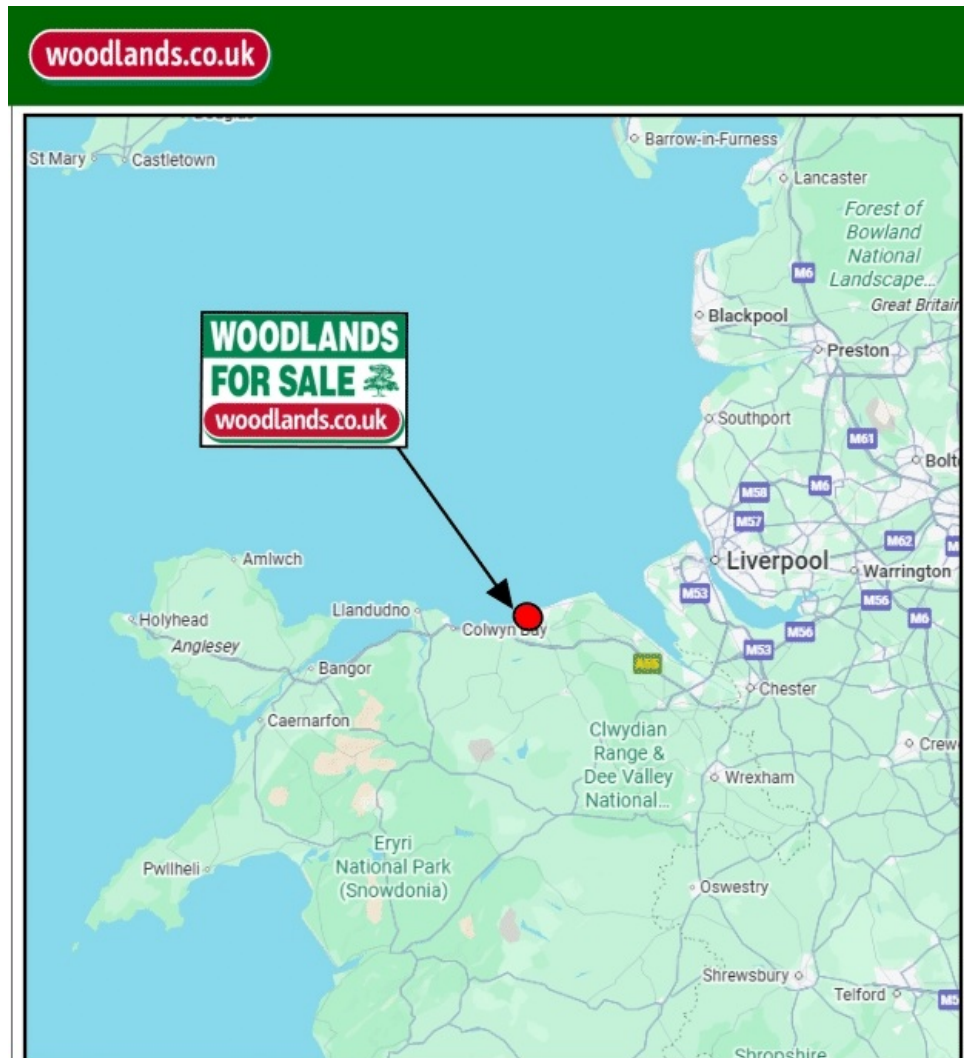 woodlands.co.uk
St Mary
Castletown
Barrow-in-Furness
Lancaster
Forest of
Bowland
National
Landscape...
M6
Great Britain
Blackpool
Preston
WOODLANDS
FOR SALE
woodlands.co.uk
Southport
M61
Bolto
M58
M6
M57
M62
Amlwch
Liverpool
Warrington
M53
M56
M6
Holyhead
Llandudno
Anglesey
Colwyn Bay
M56
M53
Bangor
A55
Chester
Caernarfon
Clwydian
Range &
Dee Valley
National...
Crew
Wrexham
Eryri
National Park
(Snowdonia)
Pwllheli
Oswestry
Shrewsbury
Telford
M5
Shropshire